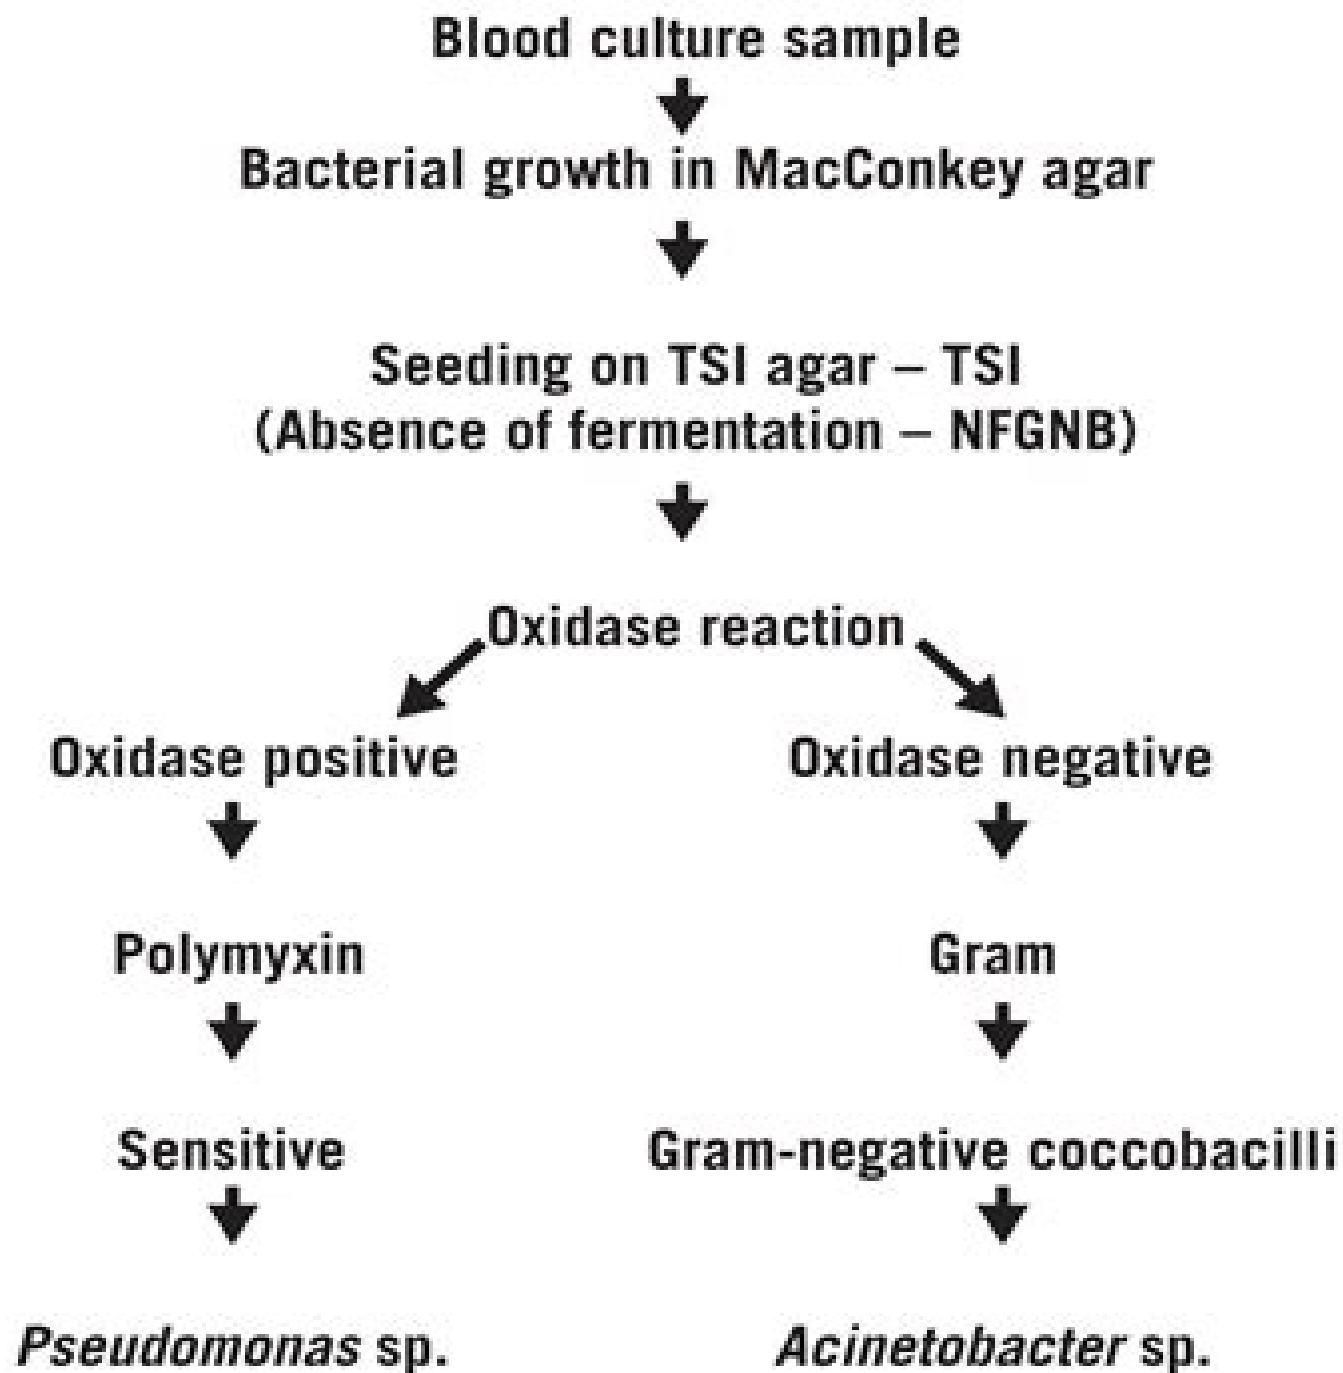 Blood culture sample
Bacterial growth in MacConkey agar
Seeding on TSI agar – TSI
(Absence of fermentation – NFGNB)
Oxidase reaction
Oxidase positive
Oxidase negative
Polymyxin
Gram
Sensitive
Gram-negative coccobacilli
Pseudomonas sp.
Acinetobacter sp.